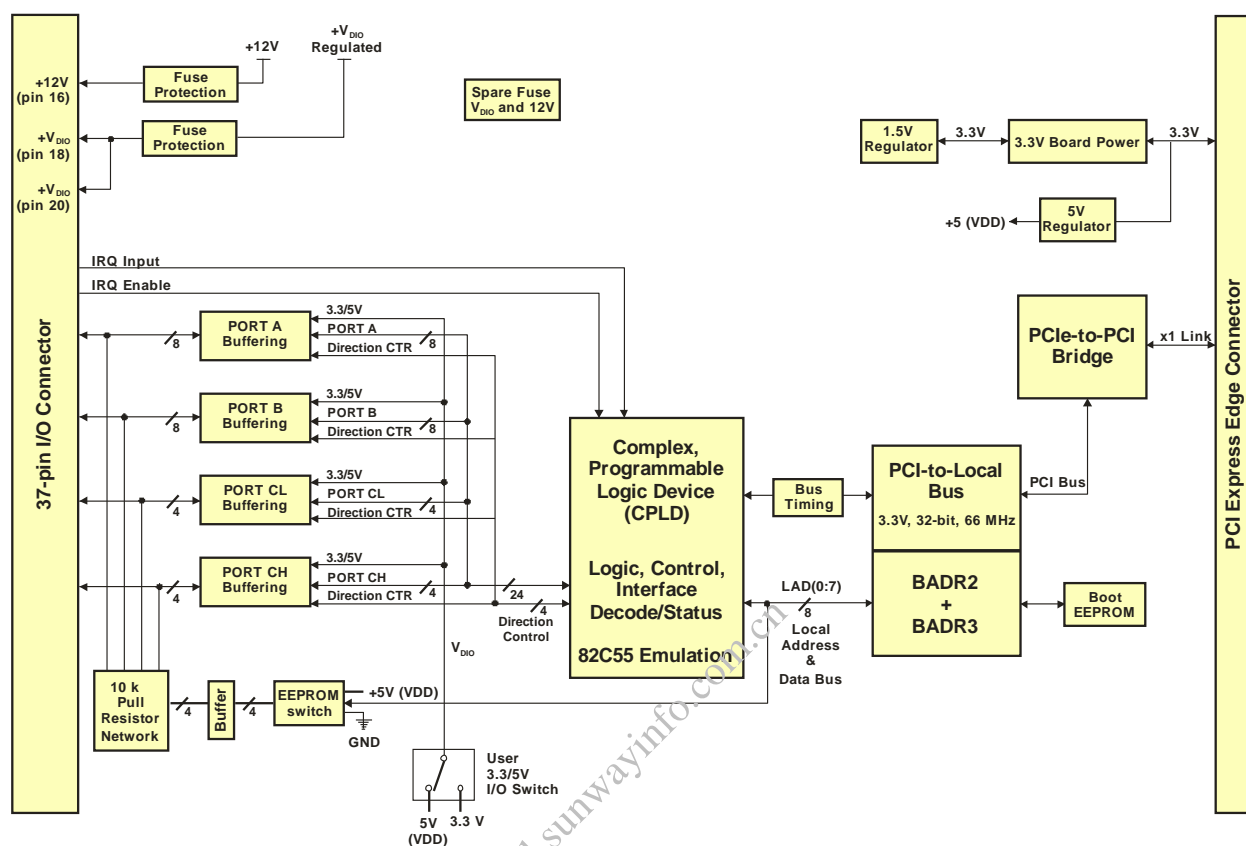 +12V
+VDIO
Regulated
+12V
(pin 16)
Fuse
Protection
+VDIO
(pin 18)
Fuse
Protection
+VDIO
(pin 20)
Spare Fuse
VDIO and 12V
1.5V
Regulator
3.3V
3.3V Board Power
3.3V
+5 (VDD)
5V
Regulator
37-pin I/O Connector
PCI Express Edge Connector
IRQ Input
IRQ Enable
8
PORT A
Buffering
3.3/5V
PORT A
8
Direction CTR
8
PORT B
Buffering
3.3/5V
PORT B
8
Direction CTR
4
PORT CL
Buffering
3.3/5V
PORT CL
4
Direction CTR
4
PORT CH
Buffering
3.3/5V
PORT CH
4
Direction CTR
24
4
Direction
Control
VDIO
Complex,
Programmable
Logic Device
(CPLD)
Logic, Control,
Interface
Decode/Status
82C55 Emulation
Bus
Timing
PCIe-to-PCI
Bridge
x1 Link
PCI Bus
PCI-to-Local
Bus
3.3V, 32-bit, 66 MHz
BADR2
+
BADR3
Boot
EEPROM
LAD(0:7)
8
Local
Address
&
Data Bus
10 k
Pull
Resistor
Network
4
Buffer
4
EEPROM
switch
+5V (VDD)
GND
User
3.3/5V
I/O Switch
5V
(VDD)
3.3 V
.sunwayinfo.com.cn